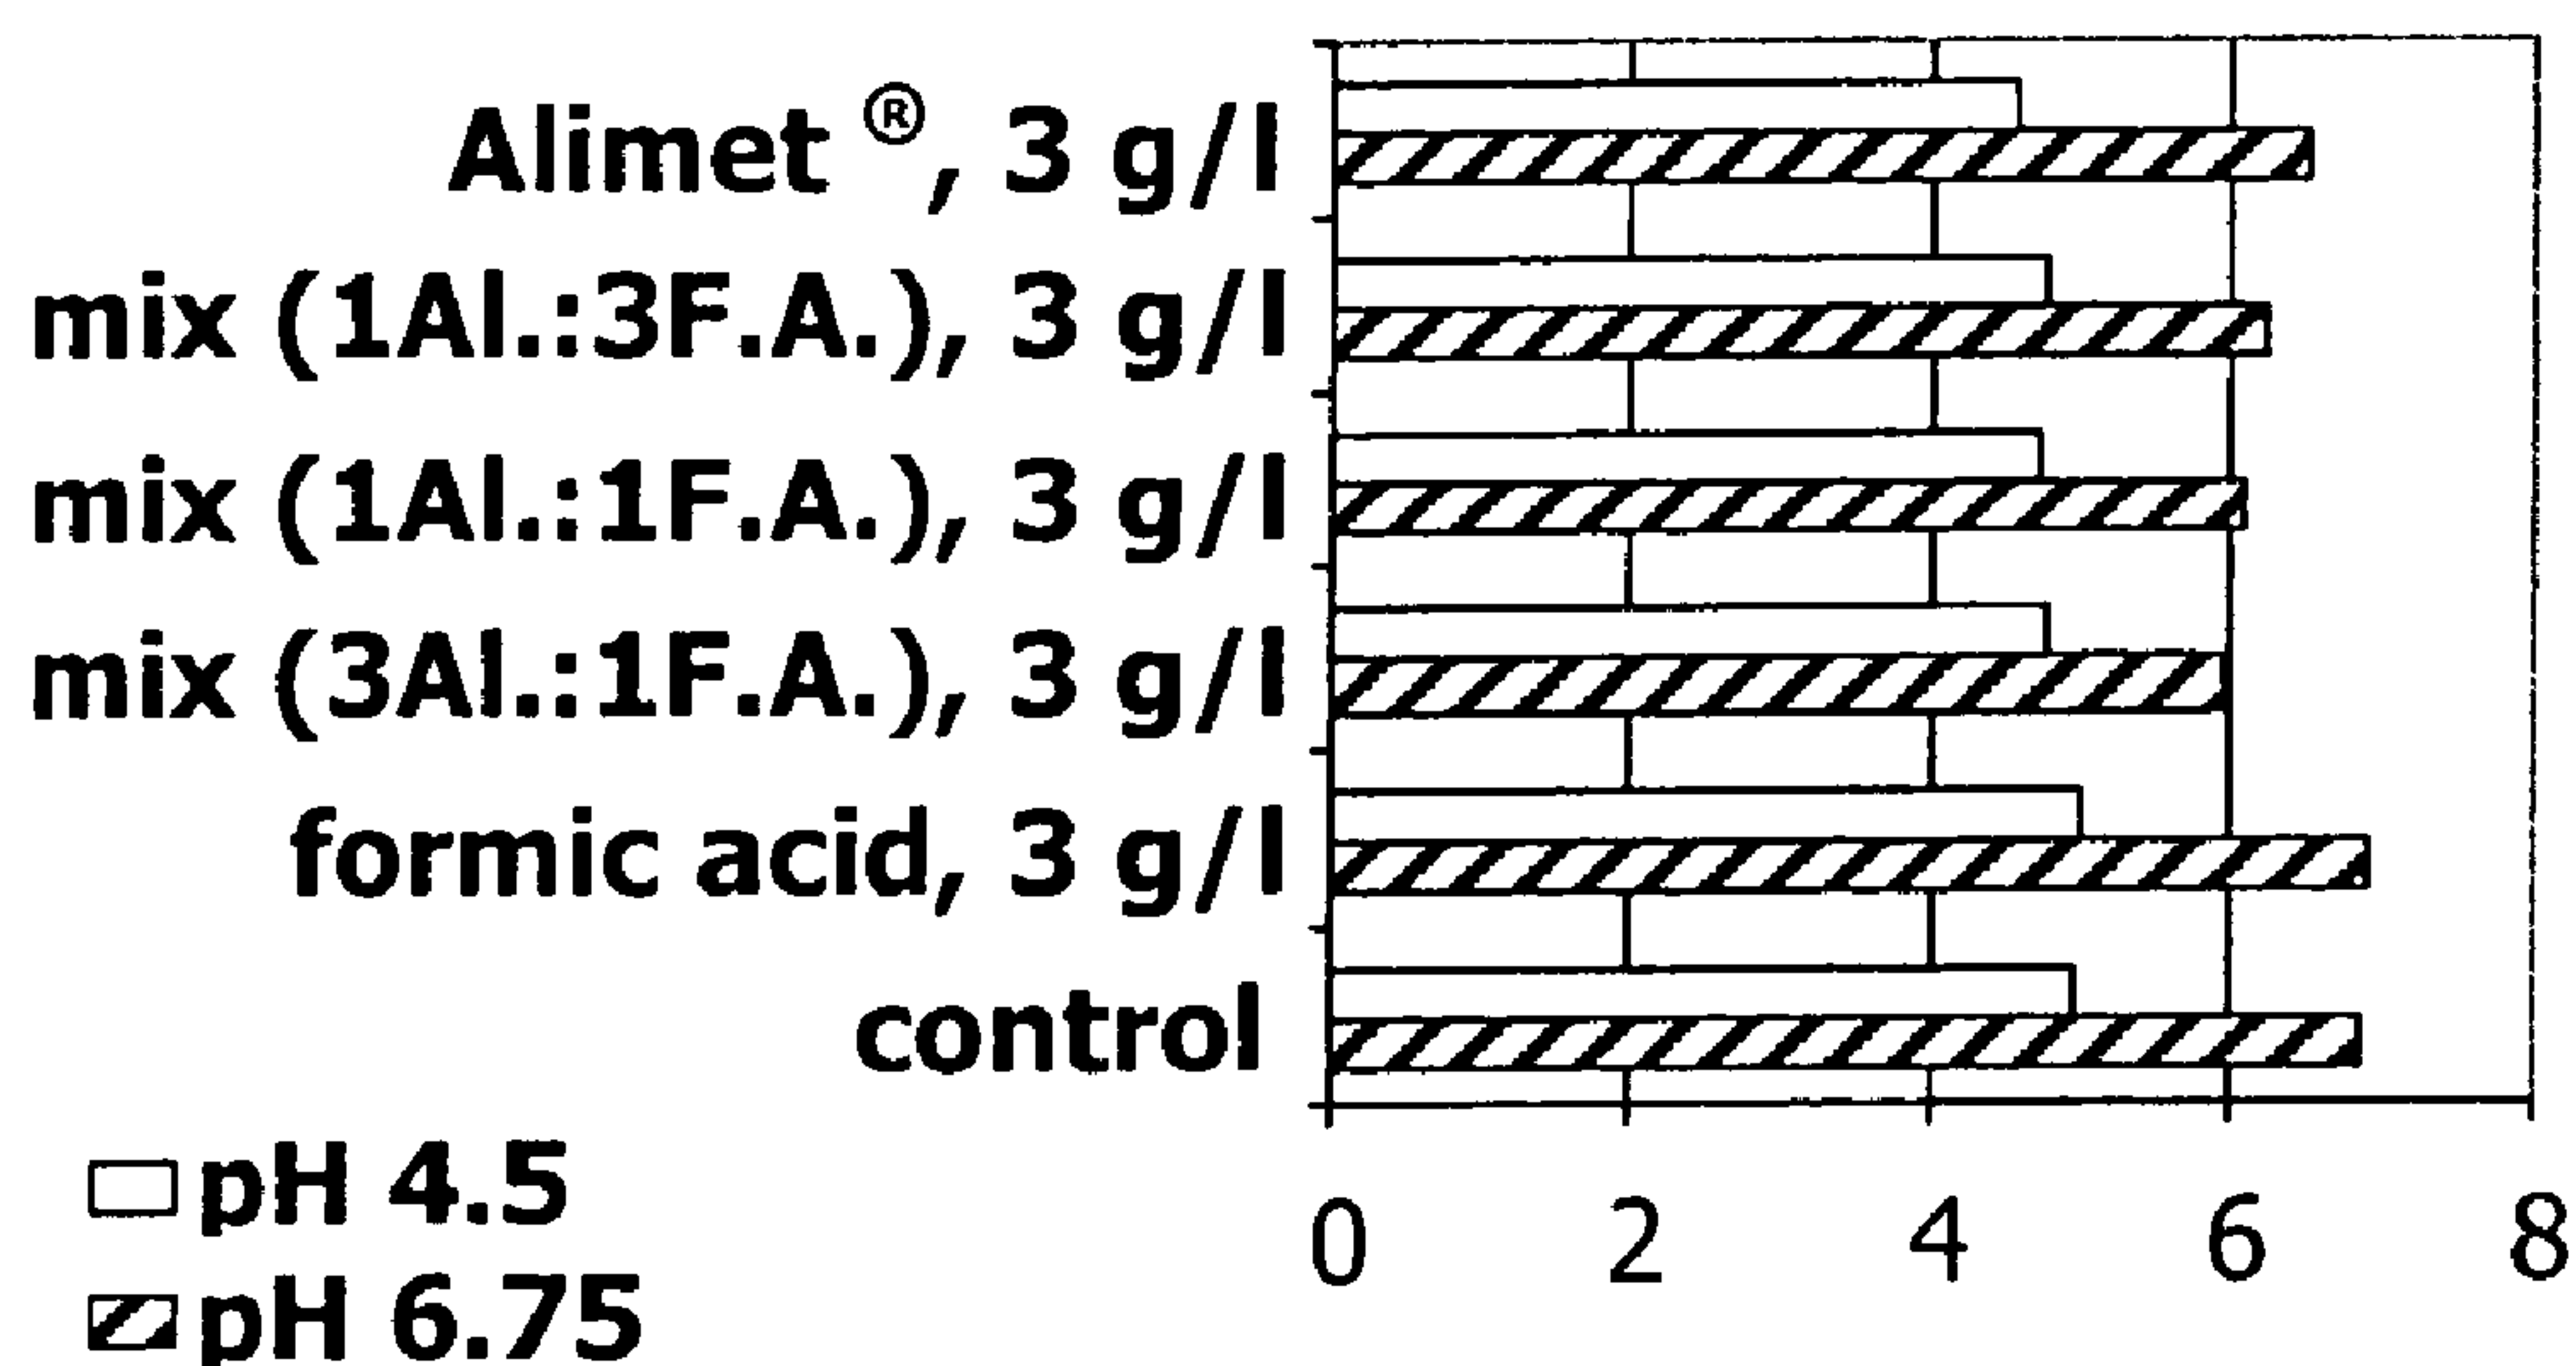 Alimet ®, 3 g/l
mix (1Al.:3F.A.), 3 g/l
mix (1Al.:1F.A.), 3 g/l
mix (3Al.:1F.A.), 3 g/l
formic acid, 3 g/l
control
pH 4.5
pH 6.75
0 2 4 6 8